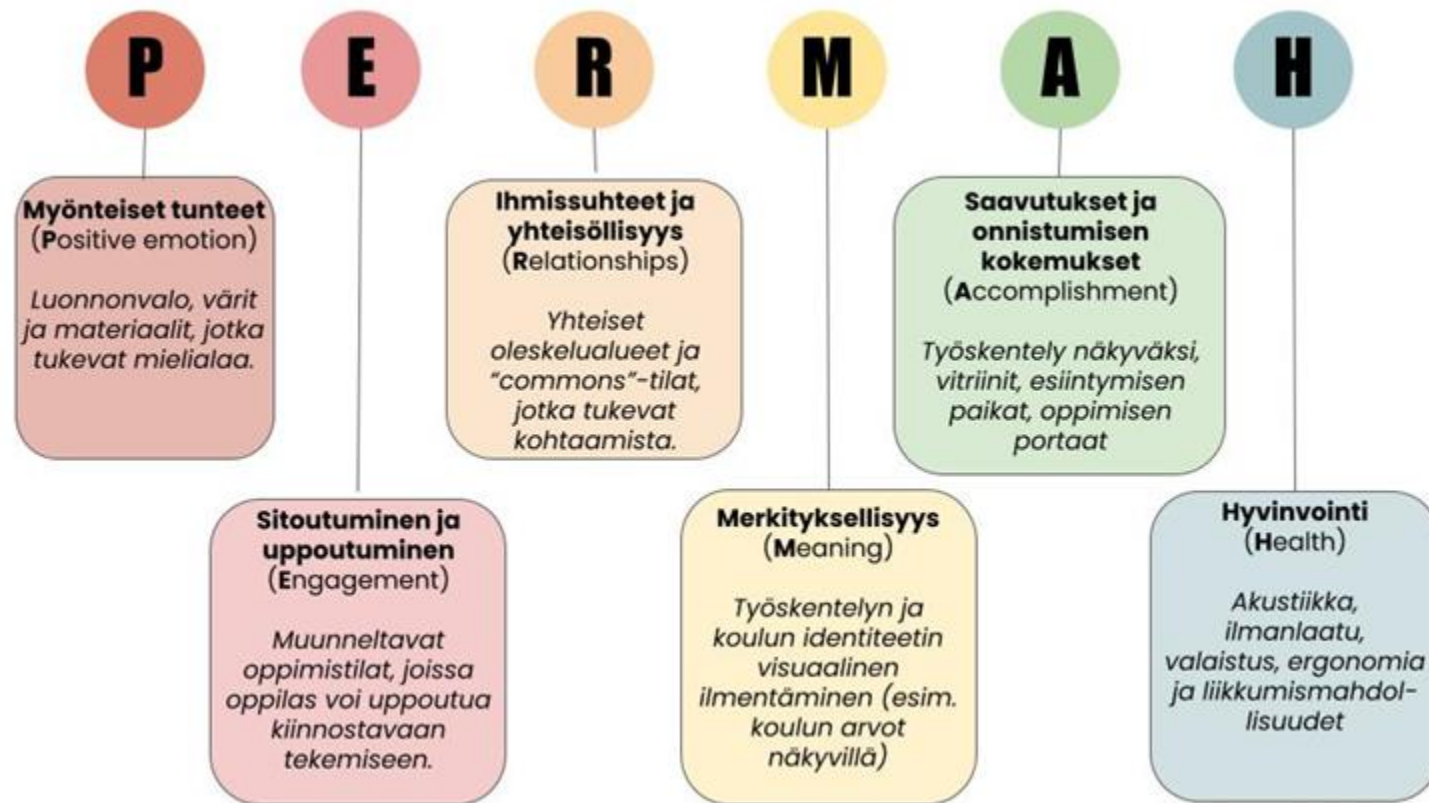 P
E
R
M
A
H
Myönteiset tunteet
(Positive emotion)
Luonnonvalo, värit
ja materiaalit, jotka
tukevat mielialaa.
Sitoutuminen ja
uppoutuminen
(Engagement)
Muunneltavat
oppimistilat, joissa
oppilas voi uppoutua
kiinnostavaan
tekemiseen.
Ihmissuhteet ja
yhteisöllisyys
(Relationships)
Yhteiset
oleskelualueet ja
“commons”-tilat,
jotka tukevat
kohtaamista.
Merkityksellisyys
(Meaning)
Työskentelyn ja
koulun identiteetin
visuaalinen
ilmentäminen (esim.
koulun arvot
näkyvillä)
Saavutukset ja
onnistumisen
kokemukset
(Accomplishment)
Työskentely näkyväksi,
vitriinit, esiintymisen
paikat, oppimisen
portaat
Hyvinvointi
(Health)
Akustiikka,
ilmanlaatu,
valaistus, ergonomia
ja liikkumismahdol-
lisuudet